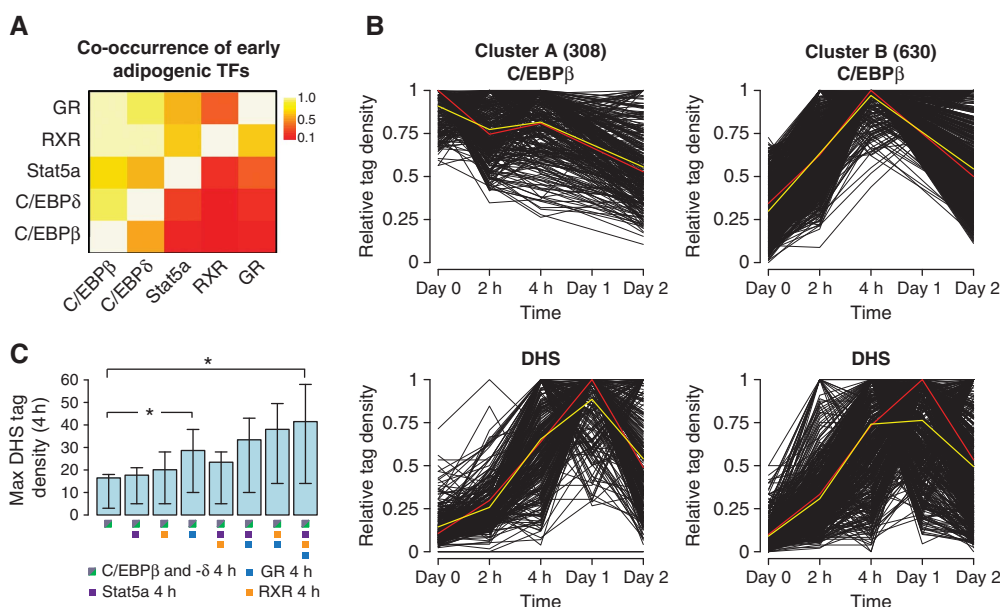 A
Co-occurrence of early
adipogenic TFs
GR
RXR
Stat5a
C/EBPδ
C/EBPβ
1.0
0.5
0.1
C/EBPβ
C/EBPδ
Stat5a
RXR
GR
B
Cluster A (308)
C/EBPβ
Relative tag density
1
0.75
0.5
0.25
0
Day 0 2 h 4 h Day 1 Day 2
Time
Cluster B (630)
C/EBPβ
Relative tag density
1
0.75
0.5
0.25
0
Day 0 2 h 4 h Day 1 Day 2
Time
C
Max DHS tag
density (4 h)
60
50
40
30
20
10
0
*
*
C/EBPβ and -δ 4 h
GR 4 h
Stat5a 4 h
RXR 4 h
DHS
Relative tag density
1
0.75
0.5
0.25
0
Day 0 2 h 4 h Day 1 Day 2
Time
DHS
Relative tag density
1
0.75
0.5
0.25
0
Day 0 2 h 4 h Day 1 Day 2
Time